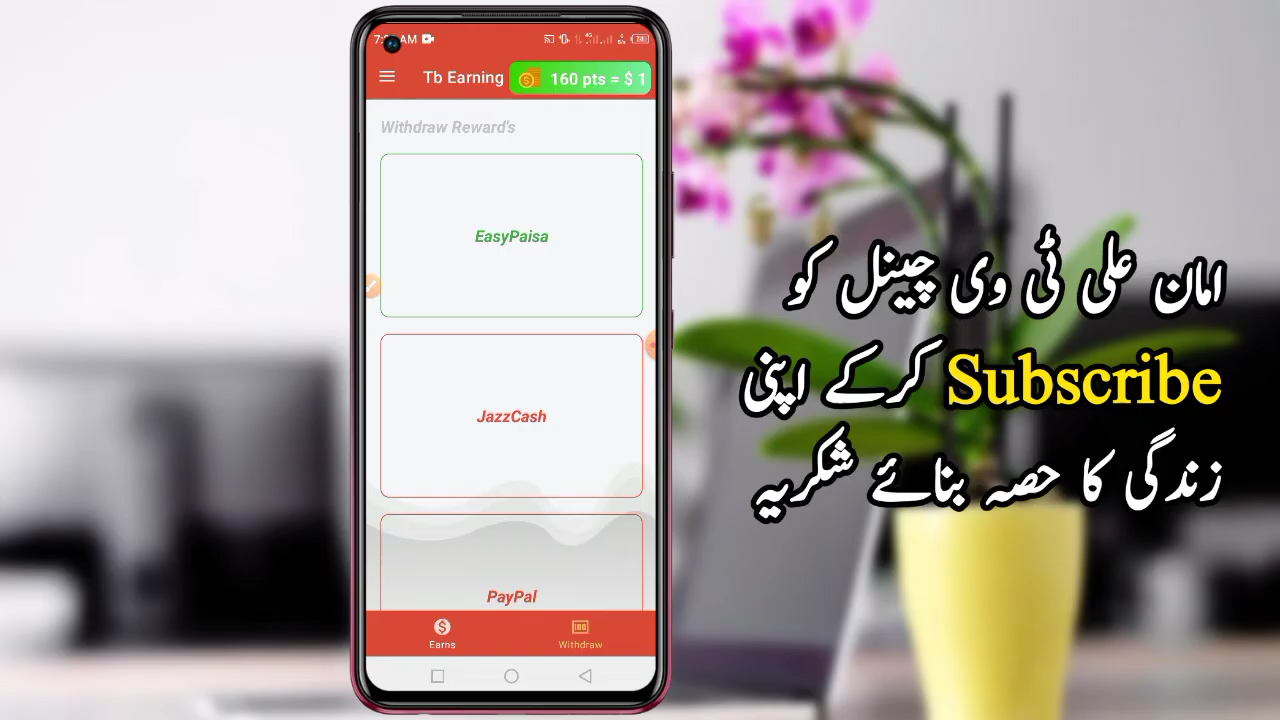 AM
Tb Earning
160 pts = $ 1
Withdraw Reward's
EasyPaisa
JazzCash
PayPal
Earns
Withdraw
امان علی ٹی وی چینل کو
Subscribe کرکے اپنی
زندگی کا حصہ بنائے شکریہ